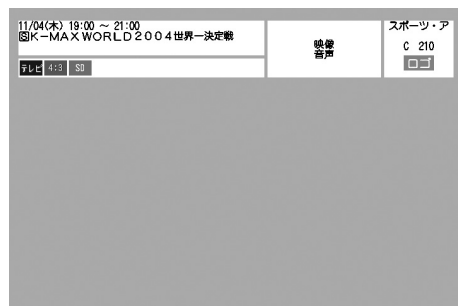 11/04(木) 19:00 ～ 21:00
🅂K-MAX WORLD2004世界一決定戦
テレビ 4:3 SD
映像
音声
スポーツ・ア
C 210
ロゴ